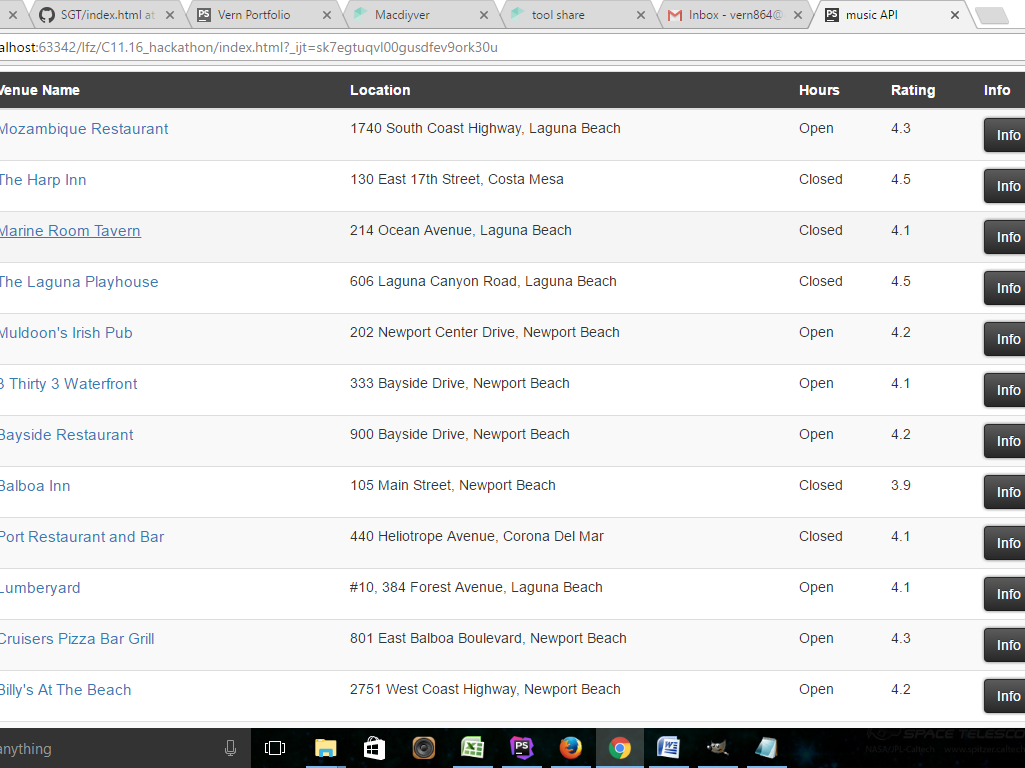 SGT/index.html at
Vern Portfolio
Macdiyver
tool share
Inbox - vern864@
music API
alhost:63342/lfz/C11.16_hackathon/index.html?_ijt=sk7egtuqvl00gusdfev9ork30u
Venue Name Location Hours Rating Info
Mozambique Restaurant 1740 South Coast Highway, Laguna Beach Open 4.3 Info
The Harp Inn 130 East 17th Street, Costa Mesa Closed 4.5 Info
Marine Room Tavern 214 Ocean Avenue, Laguna Beach Closed 4.1 Info
The Laguna Playhouse 606 Laguna Canyon Road, Laguna Beach Closed 4.5 Info
Muldoon's Irish Pub 202 Newport Center Drive, Newport Beach Open 4.2 Info
3 Thirty 3 Waterfront 333 Bayside Drive, Newport Beach Open 4.1 Info
Bayside Restaurant 900 Bayside Drive, Newport Beach Open 4.2 Info
Balboa Inn 105 Main Street, Newport Beach Closed 3.9 Info
Port Restaurant and Bar 440 Heliotrope Avenue, Corona Del Mar Closed 4.1 Info
Lumberyard #10, 384 Forest Avenue, Laguna Beach Open 4.1 Info
Cruisers Pizza Bar Grill 801 East Balboa Boulevard, Newport Beach Open 4.3 Info
Billy's At The Beach 2751 West Coast Highway, Newport Beach Open 4.2 Info
anything
SPACE TELESCO
NASA/JPL-Caltech